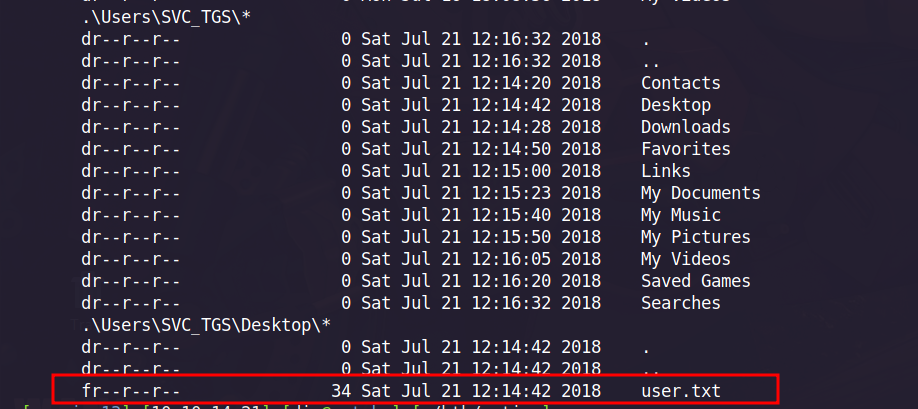 .\Users\SVC_TGS\*
dr--r--r-- 0 Sat Jul 21 12:16:32 2018 .
dr--r--r-- 0 Sat Jul 21 12:16:32 2018 ..
dr--r--r-- 0 Sat Jul 21 12:14:20 2018 Contacts
dr--r--r-- 0 Sat Jul 21 12:14:42 2018 Desktop
dr--r--r-- 0 Sat Jul 21 12:14:28 2018 Downloads
dr--r--r-- 0 Sat Jul 21 12:14:50 2018 Favorites
dr--r--r-- 0 Sat Jul 21 12:15:00 2018 Links
dr--r--r-- 0 Sat Jul 21 12:15:23 2018 My Documents
dr--r--r-- 0 Sat Jul 21 12:15:40 2018 My Music
dr--r--r-- 0 Sat Jul 21 12:15:50 2018 My Pictures
dr--r--r-- 0 Sat Jul 21 12:16:05 2018 My Videos
dr--r--r-- 0 Sat Jul 21 12:16:26 2018 Saved Games
dr--r--r-- 0 Sat Jul 21 12:16:32 2018 Searches
.\Users\SVC_TGS\Desktop\*
dr--r--r-- 0 Sat Jul 21 12:14:42 2018 .
dr--r--r-- 0 Sat Jul 21 12:14:42 2018 ..
fr--r--r-- 34 Sat Jul 21 12:14:42 2018 user.txt